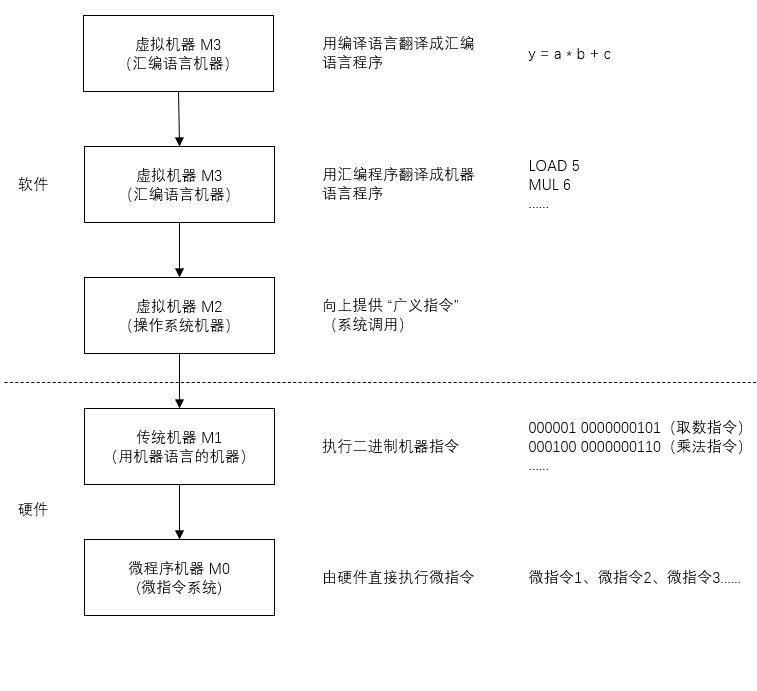 虚拟机器 M3
（汇编语言机器）
用编译语言翻译成汇编
语言程序
y = a * b + c
软件
虚拟机器 M3
（汇编语言机器）
用汇编程序翻译成机器
语言程序
LOAD 5
MUL 6
......
虚拟机器 M2
（操作系统机器）
向上提供 “广义指令”
（系统调用）
传统机器 M1
（用机器语言的机器）
执行二进制机器指令
000001 0000000101（取数指令）
000100 0000000110（乘法指令）
......
硬件
微程序机器 M0
(微指令系统)
由硬件直接执行微指令
微指令1、微指令2、微指令3......